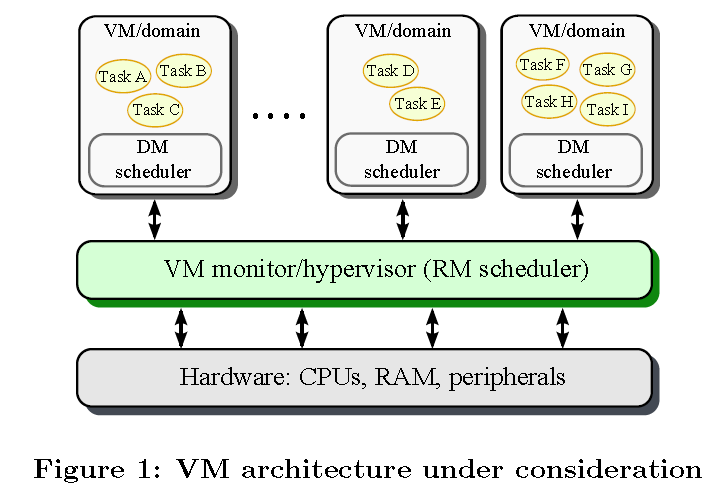 VM/domain
Task A
Task B
Task C
DM
scheduler
....
VM/domain
Task D
Task E
DM
scheduler
VM/domain
Task F
Task G
Task H
Task I
DM
scheduler
VM monitor/hypervisor (RM scheduler)
Hardware: CPUs, RAM, peripherals
Figure 1: VM architecture under consideration